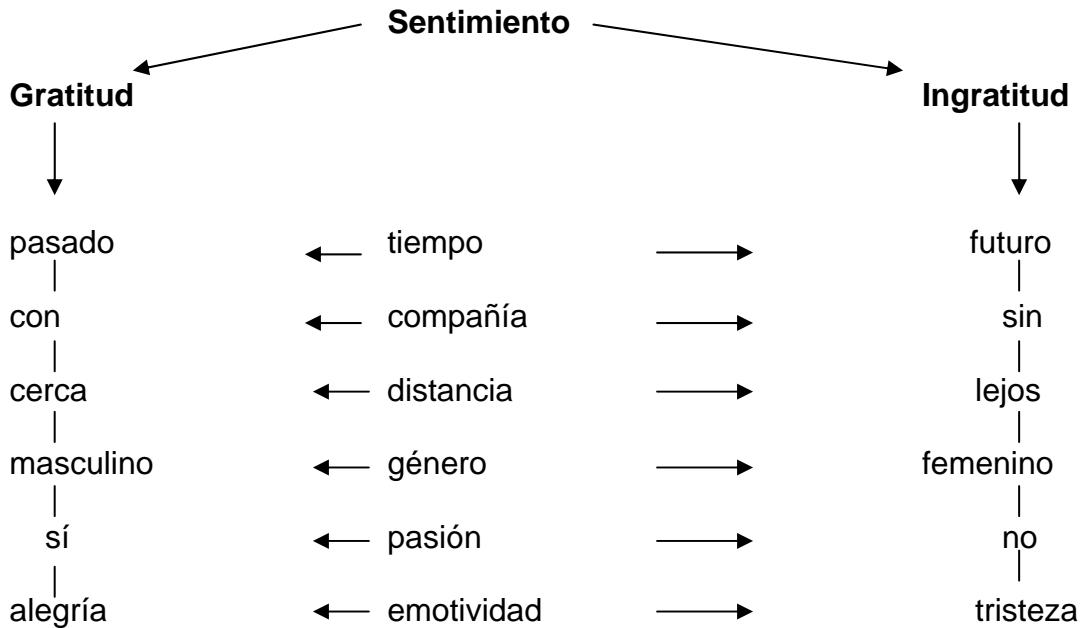 Sentimiento
Gratitud Ingratitud
pasado tiempo futuro
con compañía sin
cerca distancia lejos
masculino género femenino
sí pasión no
alegría emotividad tristeza